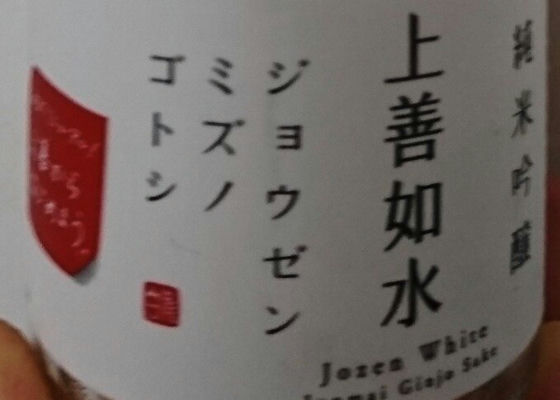 純米吟醸
上善如水
ジョウゼン
ミズノ
ゴトシ
Jozen White
Junmai Ginjo Sake